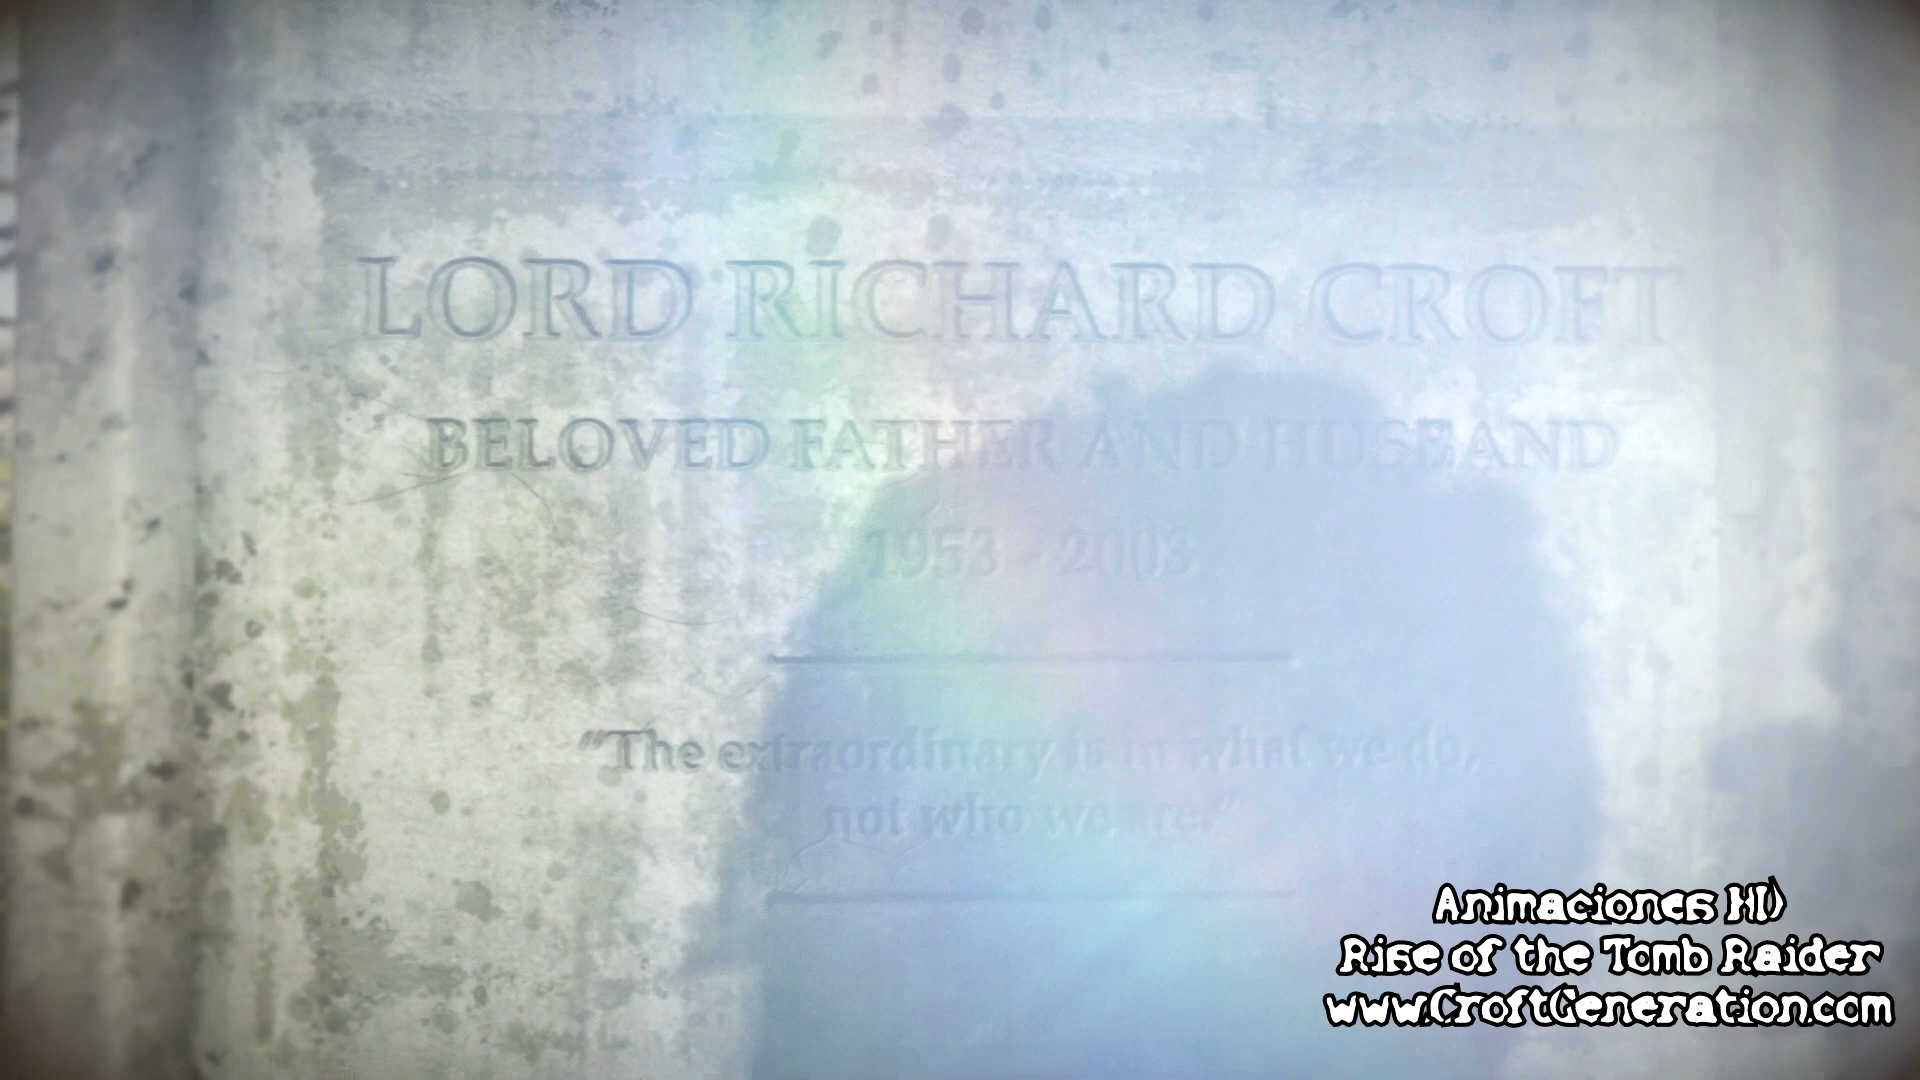 LORD RICHARD CROFT
BELOVED FATHER AND HUSBAND
1953 - 2003
“The extraordinary is in what we do,
not who we are.”
Animaciones HD
Rise of the Tomb Raider
www.CroftGeneration.com